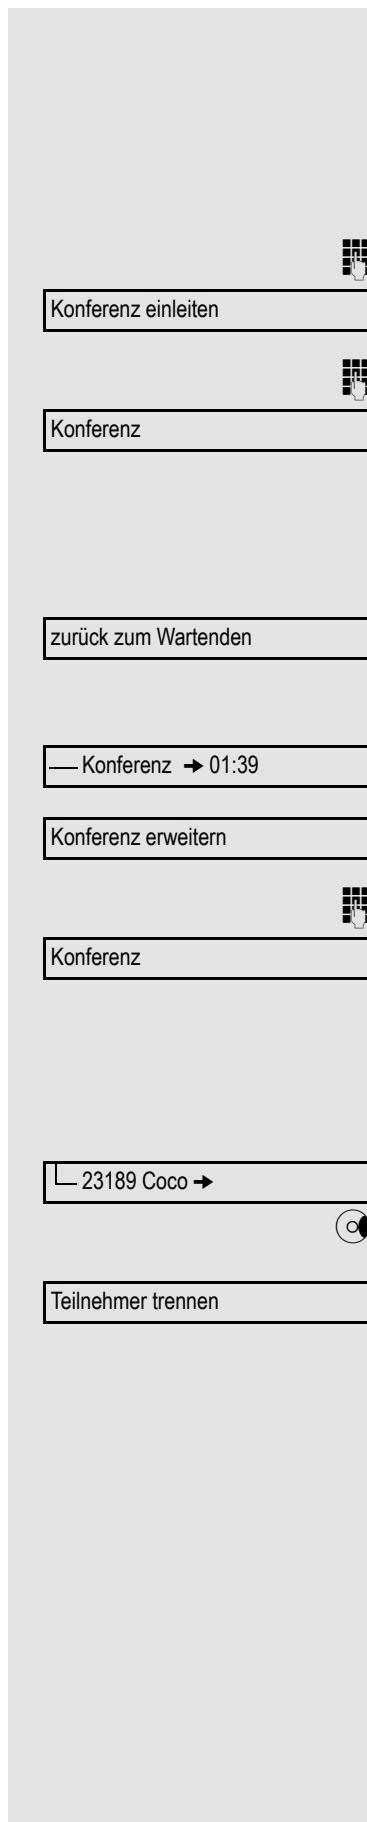 Konferenz einleiten
Konferenz
zurück zum Wartenden
Konferenz ➜ 01:39
Konferenz erweitern
Konferenz
23189 Coco ➜
Teilnehmer trennen